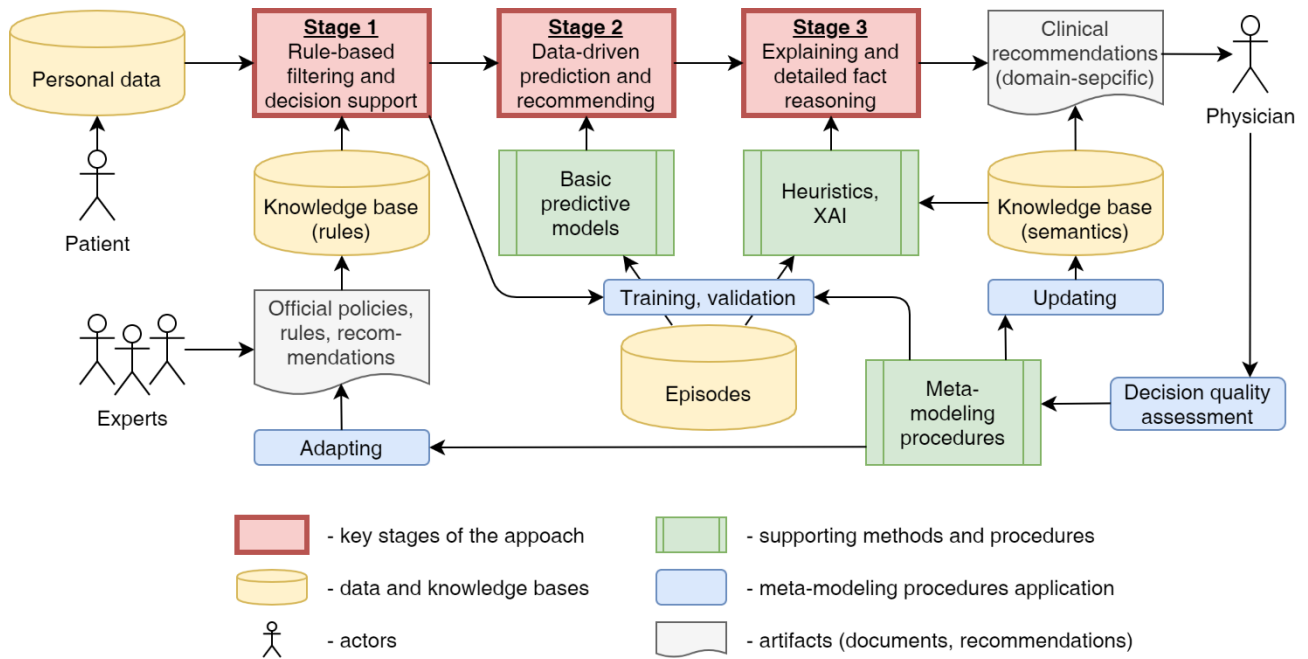 Personal data
Patient
Stage 1
Rule-based
filtering and
decision support
Stage 2
Data-driven
prediction and
recommending
Stage 3
Explaining and
detailed fact
reasoning
Clinical
recommendations
(domain-sepcific)
Physician
Knowledge base
(rules)
Basic
predictive
models
Heuristics,
XAI
Knowledge base
(semantics)
Official policies,
rules, recom-
mendations
Experts
Training, validation
Updating
Episodes
Meta-
modeling
procedures
Decision quality
assessment
Adapting
- key stages of the appoach
- supporting methods and procedures
- data and knowledge bases
- meta-modeling procedures application
- actors
- artifacts (documents, recommendations)